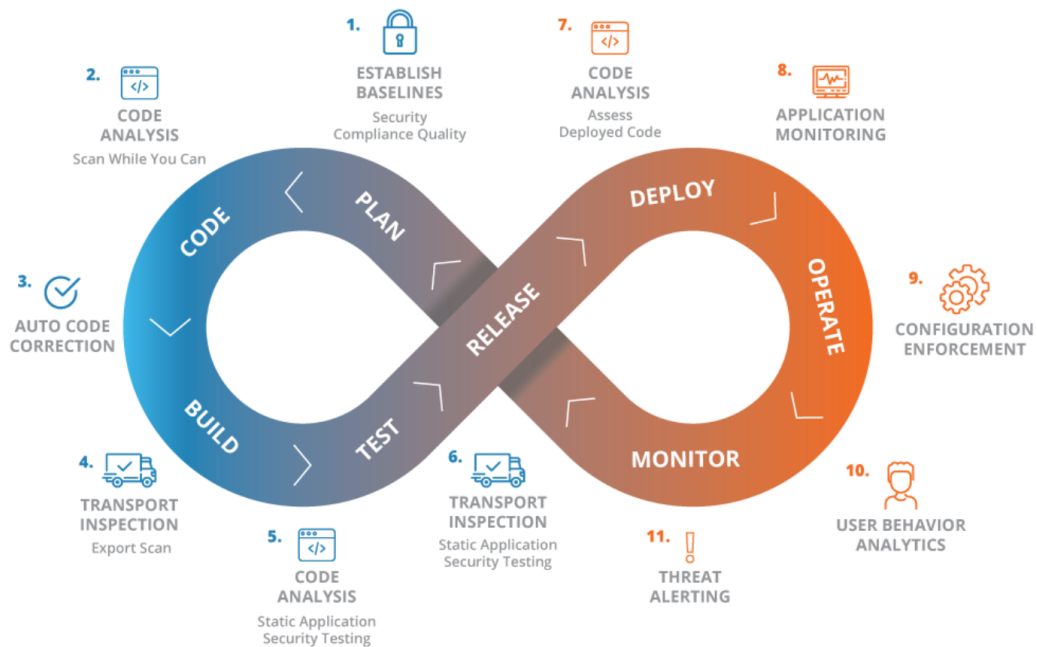 1.
ESTABLISH
BASELINES
Security
Compliance Quality
2.
</>
CODE
ANALYSIS
Scan While You Can
3.
AUTO CODE
CORRECTION
4.
TRANSPORT
INSPECTION
Export Scan
5.
</>
CODE
ANALYSIS
Static Application
Security Testing
6.
TRANSPORT
INSPECTION
Static Application
Security Testing
7.
</>
CODE
ANALYSIS
Assess
Deployed Code
8.
APPLICATION
MONITORING
9.
CONFIGURATION
ENFORCEMENT
10.
USER BEHAVIOR
ANALYTICS
11.
THREAT
ALERTING
PLAN
CODE
BUILD
TEST
RELEASE
DEPLOY
OPERATE
MONITOR